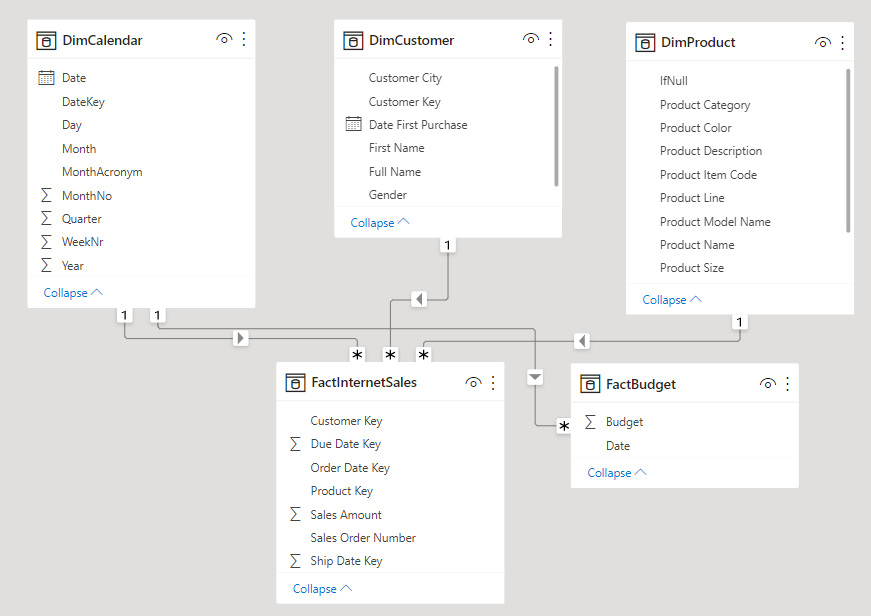 DimCalendar
Date
DateKey
Day
Month
MonthAcronym
MonthNo
Quarter
WeekNr
Year
Collapse
DimCustomer
Customer City
Customer Key
Date First Purchase
First Name
Full Name
Gender
Collapse
DimProduct
IfNull
Product Category
Product Color
Product Description
Product Item Code
Product Line
Product Model Name
Product Name
Product Size
Collapse
1
1
1
1
* * *
*
FactInternetSales
Customer Key
Due Date Key
Order Date Key
Product Key
Sales Amount
Sales Order Number
Ship Date Key
Collapse
FactBudget
Budget
Date
Collapse